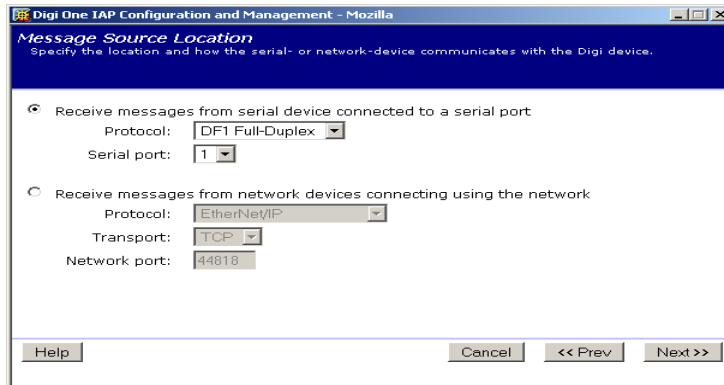 Digi One IAP Configuration and Management - Mozilla
Message Source Location
Specify the location and how the serial- or network-device communicates with the Digi device.
Receive messages from serial device connected to a serial port
Protocol: DF1 Full-Duplex
Serial port: 1
Receive messages from network devices connecting using the network
Protocol: EtherNet/IP
Transport: TCP
Network port: 44818
Help Cancel << Prev Next >>